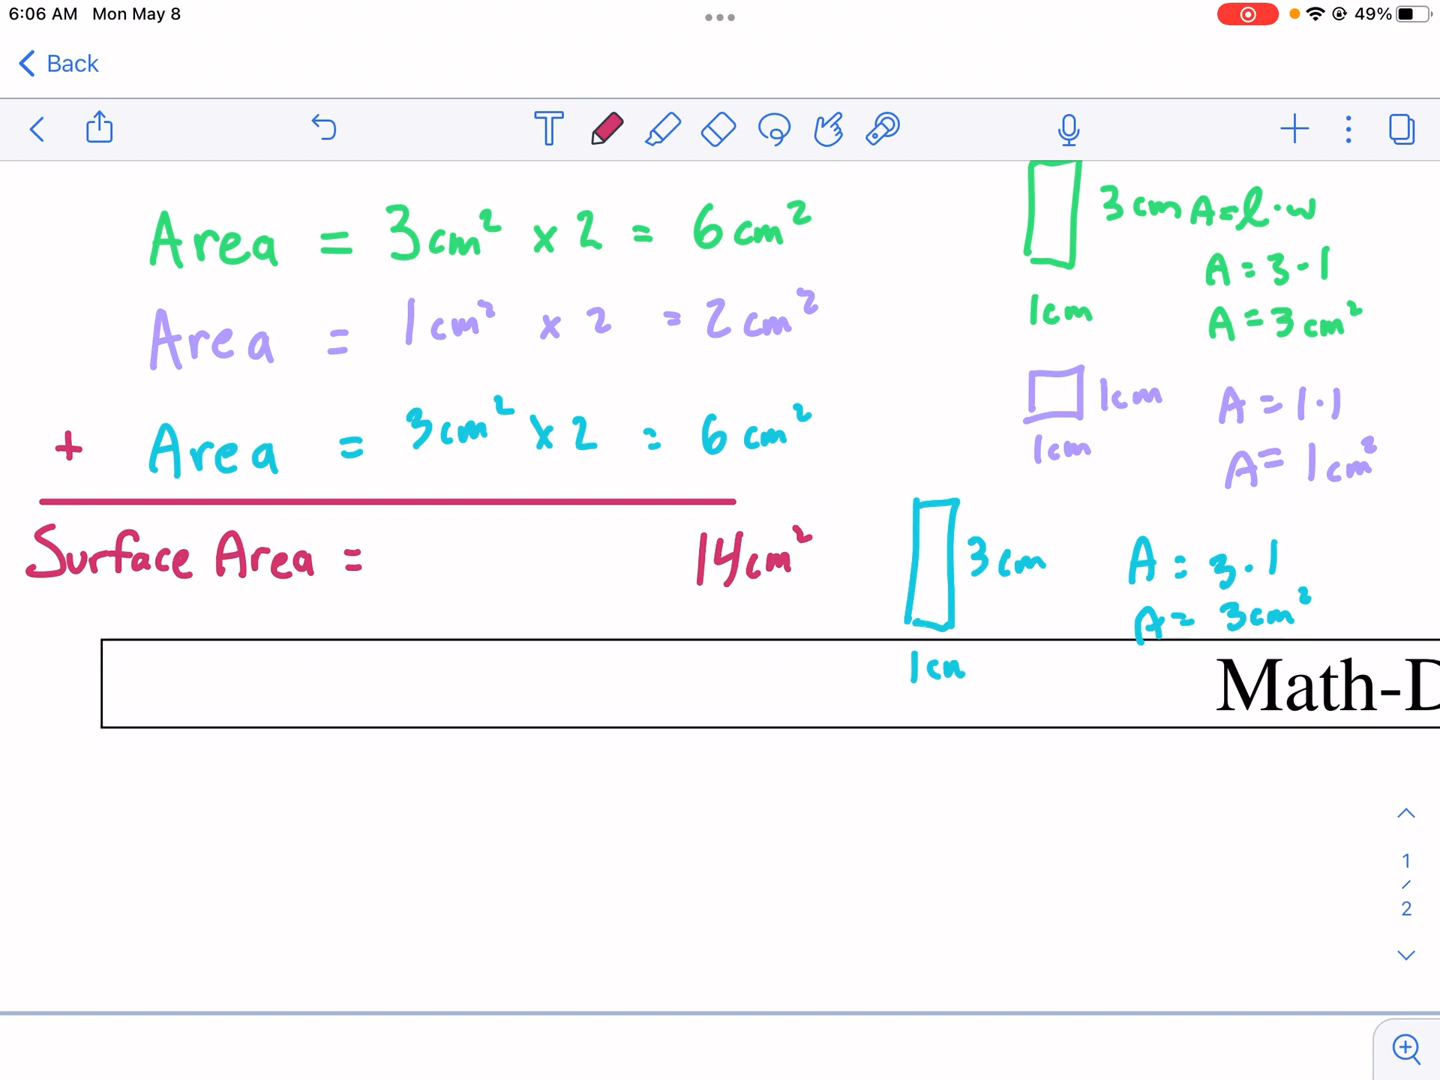 6:06 AM Mon May 8
49%
Back
Area = 3cm² x 2 = 6cm²
Area = 1cm² x 2 = 2cm²
+ Area = 3cm² x 2 = 6cm²
Surface Area = 14cm²
3cm A=l·w
A=3·1
1cm
A=3cm²
1cm A=1·1
1cm
A=1cm²
3cm A=3·1
A=3cm²
1cm
Math-D
1
/
2